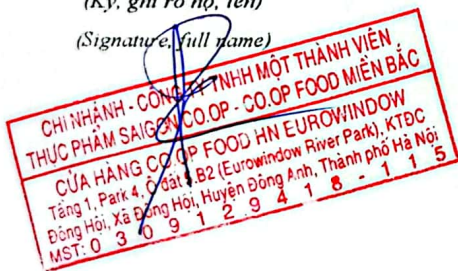 (Ký, ghi rõ họ, tên)
(Signature, full name)
CHI NHÁNH - CÔNG TY TNHH MỘT THÀNH VIÊN
THỰC PHẨM SAIGON CO.OP - CO.OP FOOD MIỀN BẮC
CỬA HÀNG CO.OP FOOD HN EUROWINDOW
Tầng 1, Park 4, Ô đất 9.B2 (Eurowindow River Park), KTĐC
Đông Hội, Xã Đông Hội, Huyện Đông Anh, Thành phố Hà Nội
MST: 0 3 0 9 1 2 9 4 1 8 - 1 1 5